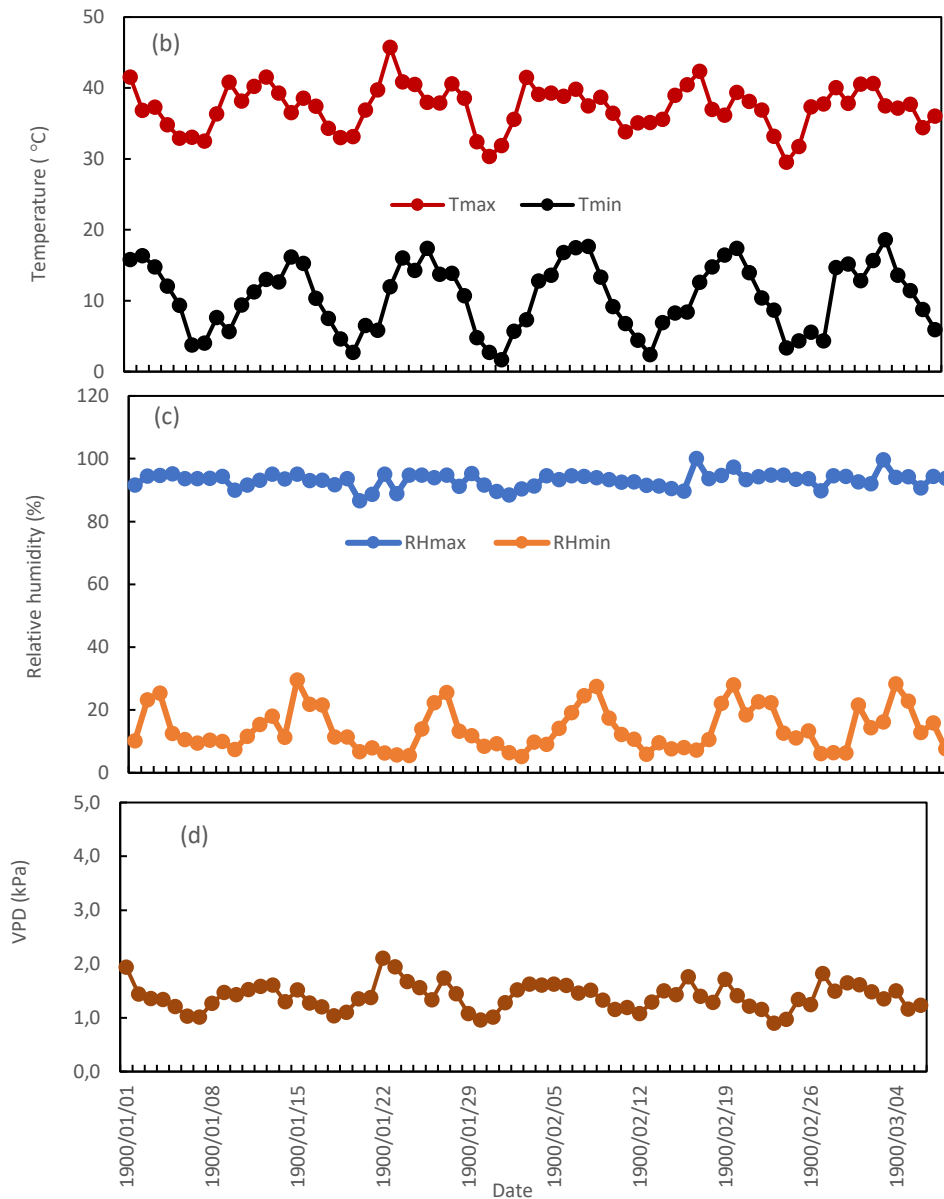 (b)
Temperature ( °C)
50
40
30
20
10
0
Tmax
Tmin
(c)
Relative humidity (%)
120
100
80
60
40
20
0
RHmax
RHmin
(d)
VPD (kPa)
5,0
4,0
3,0
2,0
1,0
0,0
1900/01/01
1900/01/08
1900/01/15
1900/01/22
1900/01/29
1900/02/05
1900/02/12
1900/02/19
1900/02/26
1900/03/04
Date